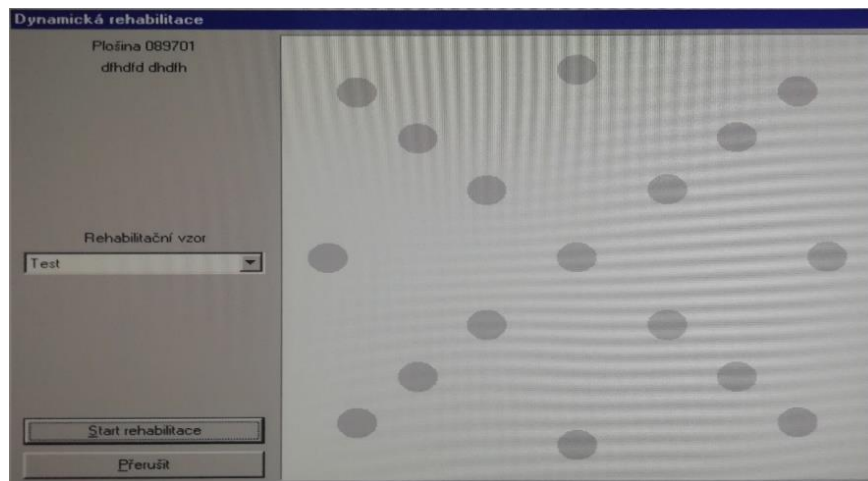 Dynamická rehabilitace
Plošina 089701
dfhdfd dhdfh
Rehabilitační vzor
Test
Start rehabilitace
Přerušit